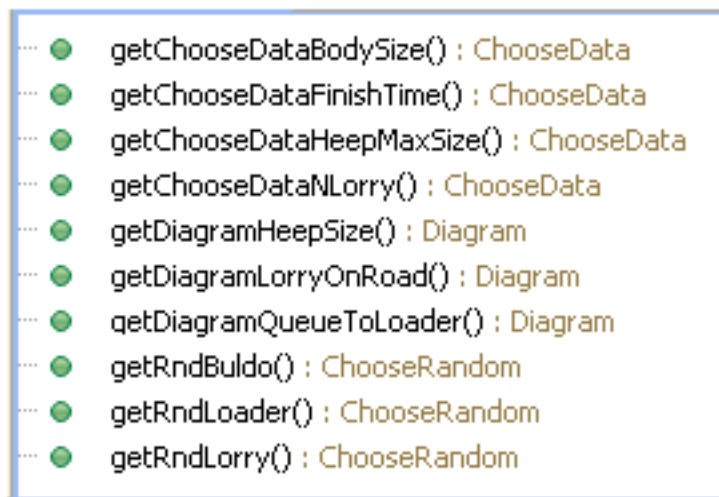 getChooseDataBodySize() : ChooseData
getChooseDataFinishTime() : ChooseData
getChooseDataHeepMaxSize() : ChooseData
getChooseDataNLorry() : ChooseData
getDiagramHeepSize() : Diagram
getDiagramLorryOnRoad() : Diagram
getDiagramQueueToLoader() : Diagram
getRndBuldo() : ChooseRandom
getRndLoader() : ChooseRandom
getRndLorry() : ChooseRandom